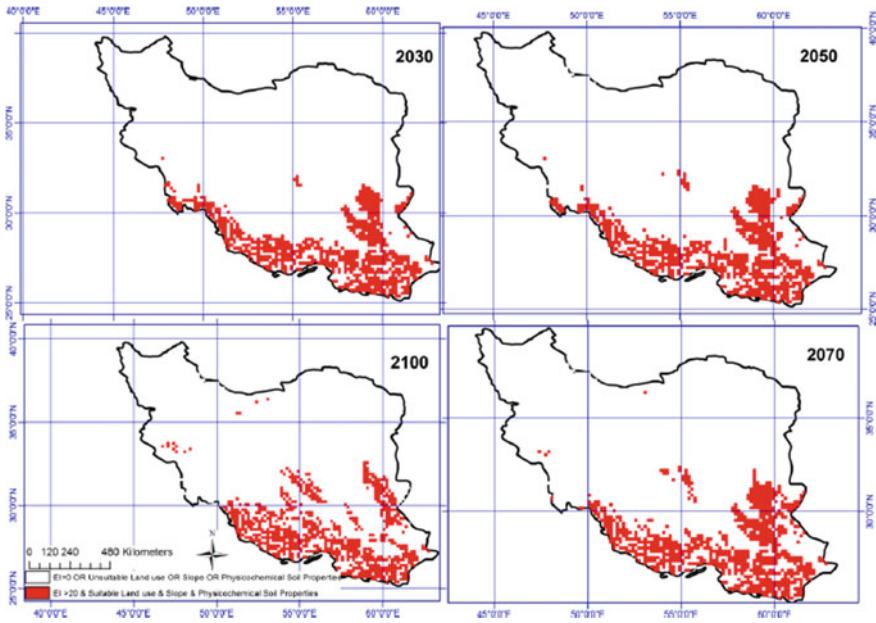 40°0'0"E 45°0'0"E 50°0'0"E 55°0'0"E 60°0'0"E
45°0'0"E 50°0'0"E 55°0'0"E 60°0'0"E
2030
35°0'0"N
30°0'0"N
25°0'0"N
2050
40°0'0"N
35°0'0"N
30°0'0"N
25°0'0"N
2100
40°0'0"N
35°0'0"N
30°0'0"N
25°0'0"N
N
0 120 240 480 Kilometers
EI=0 OR Unsuitable Land use OR Slope OR Physicochemical Soil Properties
EI >20 & Suitable Land use & Slope & Physicochemical Soil Properties
2070
35°0'0"N
30°0'0"N
25°0'0"N
40°0'0"E 45°0'0"E 50°0'0"E 55°0'0"E 60°0'0"E
45°0'0"E 50°0'0"E 55°0'0"E 60°0'0"E